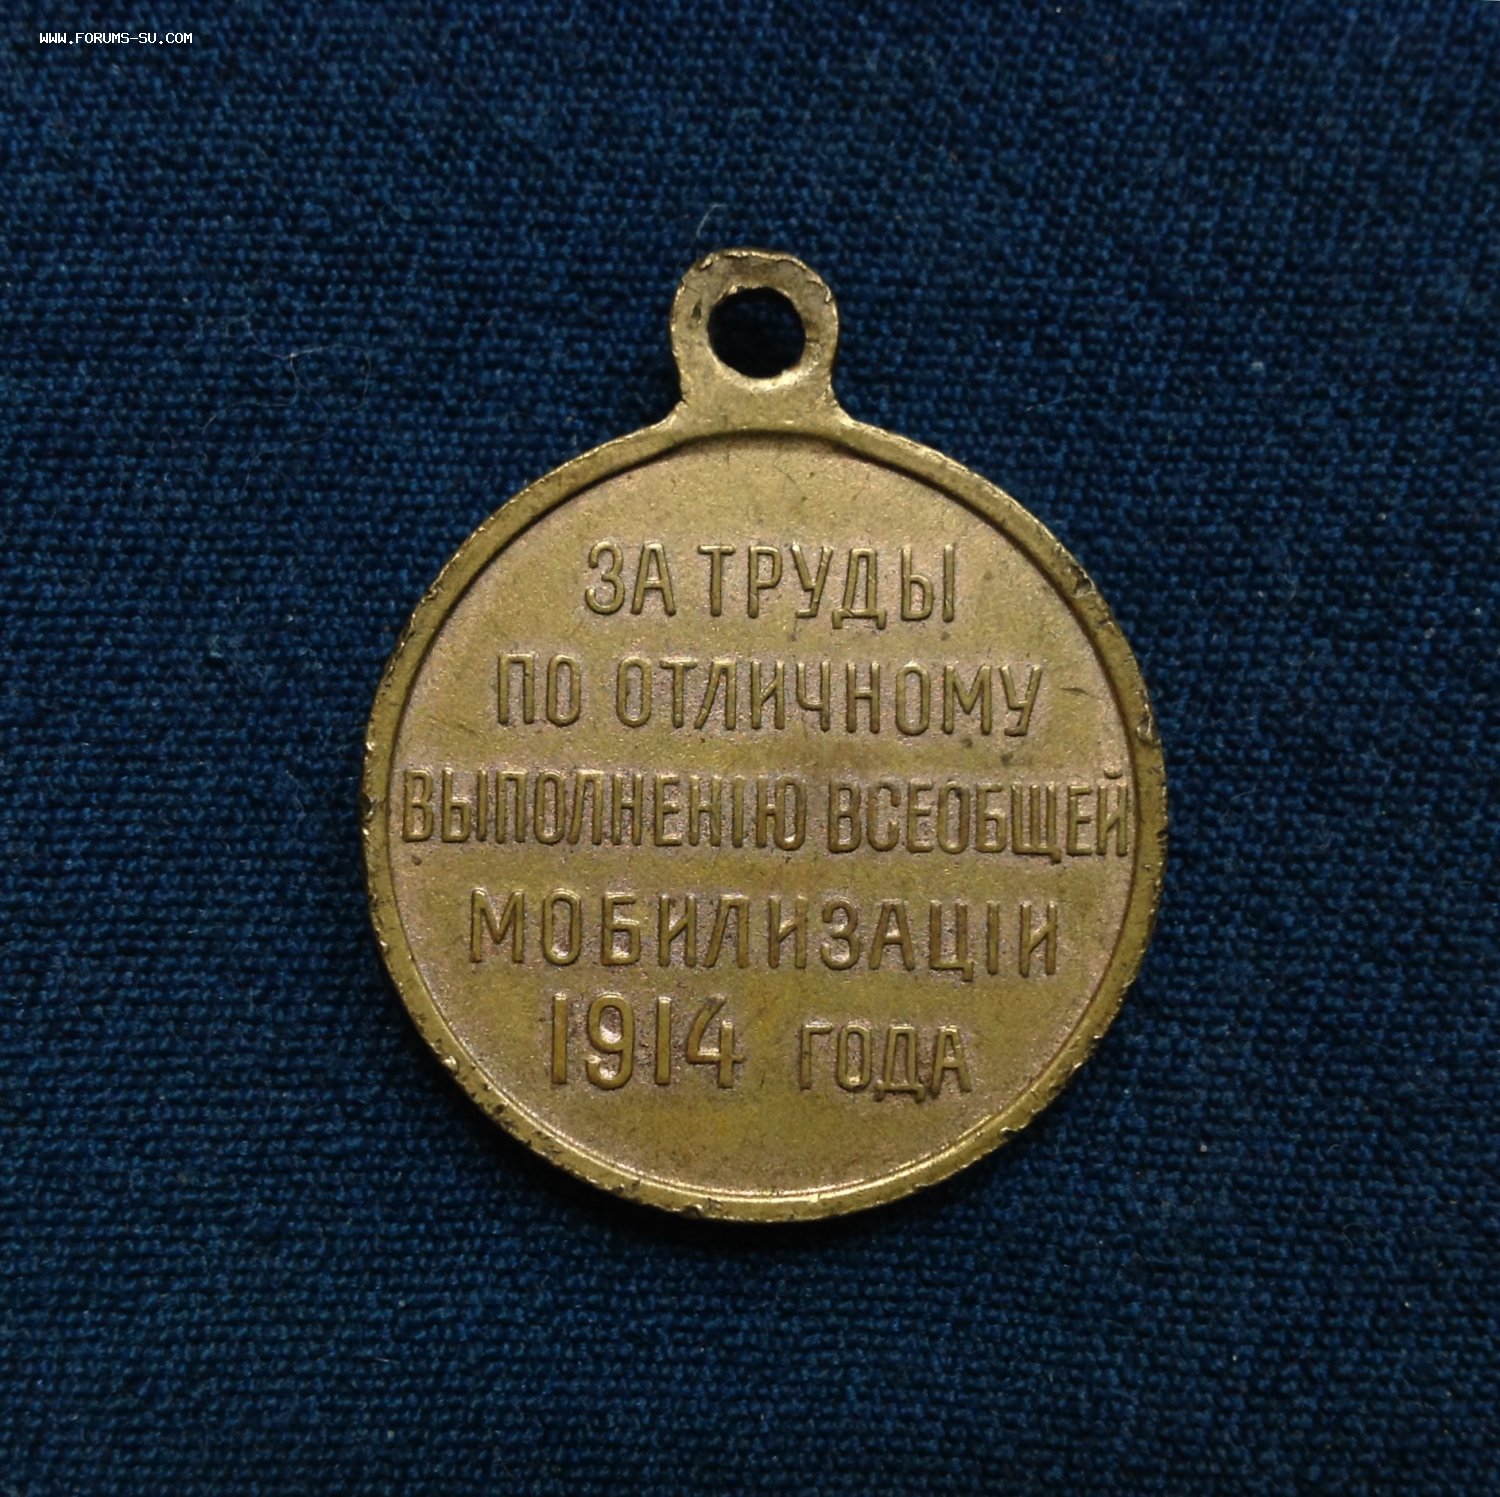 WWW.FORUMS-SU.COM
ЗА ТРУДЫ
ПО ОТЛИЧНОМУ
ВЫПОЛНЕНІЮ ВСЕОБЩЕЙ
МОБИЛИЗАЦІИ
1914 ГОДА